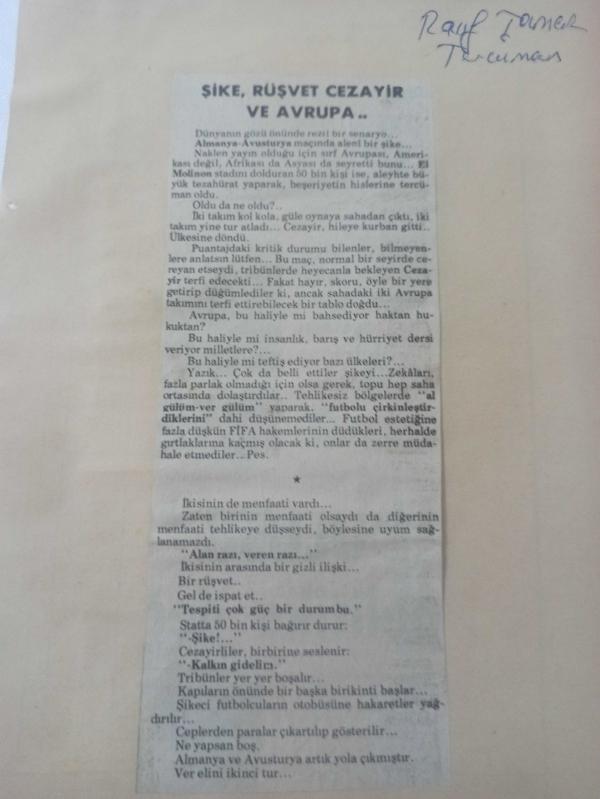 Rauf Tamer
Tercüman
ŞİKE, RÜŞVET CEZAYİR
VE AVRUPA..
Dünyanın gözü önünde rezil bir senaryo...
Almanya-Avusturya maçında aleni bir şike...
Naklen yayın olduğu için sırf Avrupası, Ameri-
kası değil, Afrikası da Asyası da seyretti bunu... El
Molinon stadını dolduran 50 bin kişi ise, aleyhte bü-
yük tezahürat yaparak, beşeriyetin hislerine tercü-
man oldu.
Oldu da ne oldu?..
İki takım kol kola, güle oynaya sahadan çıktı, iki
takım yine tur atladı... Cezayir, hileye kurban gitti..
Ülkesine döndü.
Puantajdaki kritik durumu bilenler, bilmeyen-
lere anlatsın lütfen... Bu maç, normal bir seyirde ce-
reyan etseydi, tribünlerde heyecanla bekleyen Ceza-
yir terfi edecekti... Fakat hayır, skoru, öyle bir yere
getirip düğümlediler ki, ancak sahadaki iki Avrupa
takımını terfi ettirebilecek bir tablo doğdu...
Avrupa, bu haliyle mi bahsediyor haktan hu-
kuktan?
Bu haliyle mi insanlık, barış ve hürriyet dersi
veriyor milletlere?...
Bu haliyle mi teftiş ediyor bazı ülkeleri?...
Yazık... Çok da belli ettiler şikeyi...Zekâları,
fazla parlak olmadığı için olsa gerek, topu hep saha
ortasında dolaştırdılar.. Tehlikesiz bölgelerde "al
gülüm-ver gülüm" yaparak, "futbolu çirkinleştir-
diklerini" dahi düşünemediler... Futbol estetiğine
fazla düşkün FİFA hakemlerinin düdükleri, herhalde
gırtlaklarına kaçmış olacak ki, onlar da zerre müda-
hale etmediler.. Pes.
★
İkisinin de menfaati vardı...
Zaten birinin menfaati olsaydı da diğerinin
menfaati tehlikeye düşseydi, böylesine uyum sağ-
lanamazdı.
"Alan razı, veren razı..."
İkisinin arasında bir gizli ilişki...
Bir rüşvet..
Gel de ispat et..
"Tespiti çok güç bir durum bu."
Statta 50 bin kişi bağırır durur:
"-Şike!..."
Cezayirliler, birbirine seslenir:
"-Kalkın gidelim."
Tribünler yer yer boşalır...
Kapıların önünde bir başka birikinti başlar...
Şikeci futbolcuların otobüsüne hakaretler yağ-
dırılır...
Ceplerden paralar çıkartılıp gösterilir...
Ne yapsan boş.
Almanya ve Avusturya artık yola çıkmıştır.
Ver elini ikinci tur...